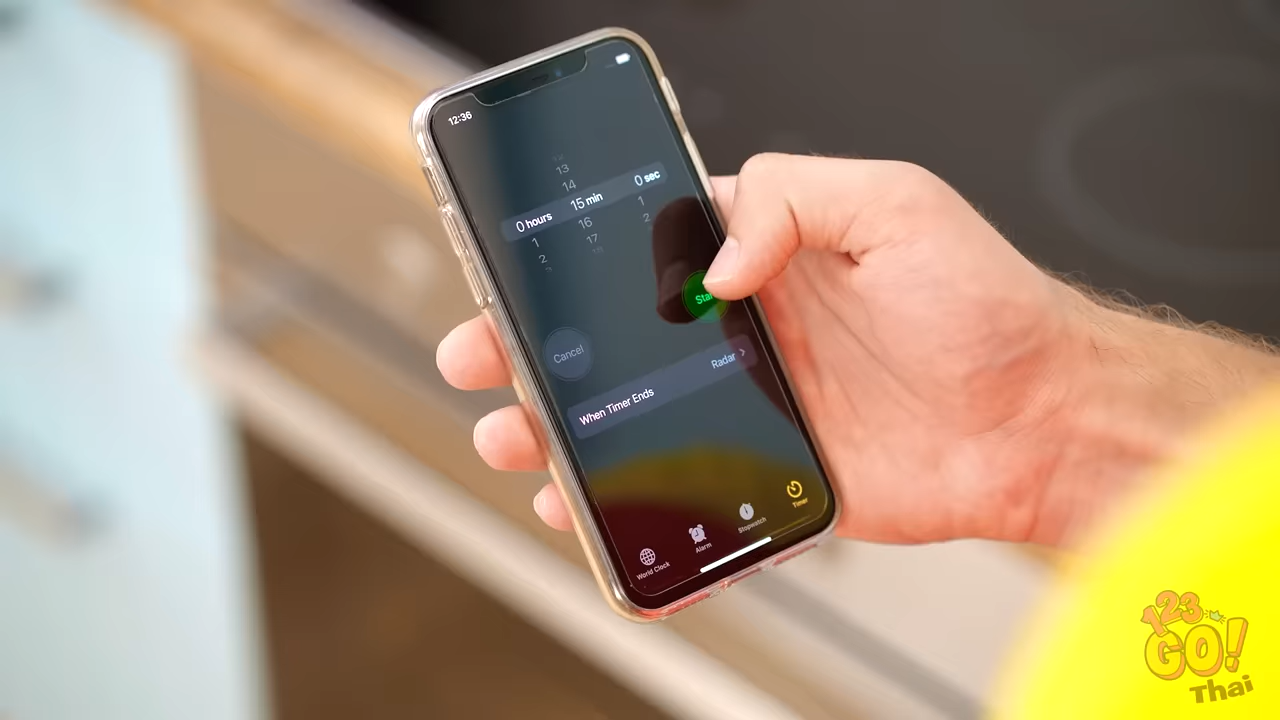 12:36
13
14
0 hours 15 min 0 sec
1 16 1
2 17 2
Start
Cancel
When Timer Ends Radar
World Clock Alarm Stopwatch Timer
123
GO!
Thai